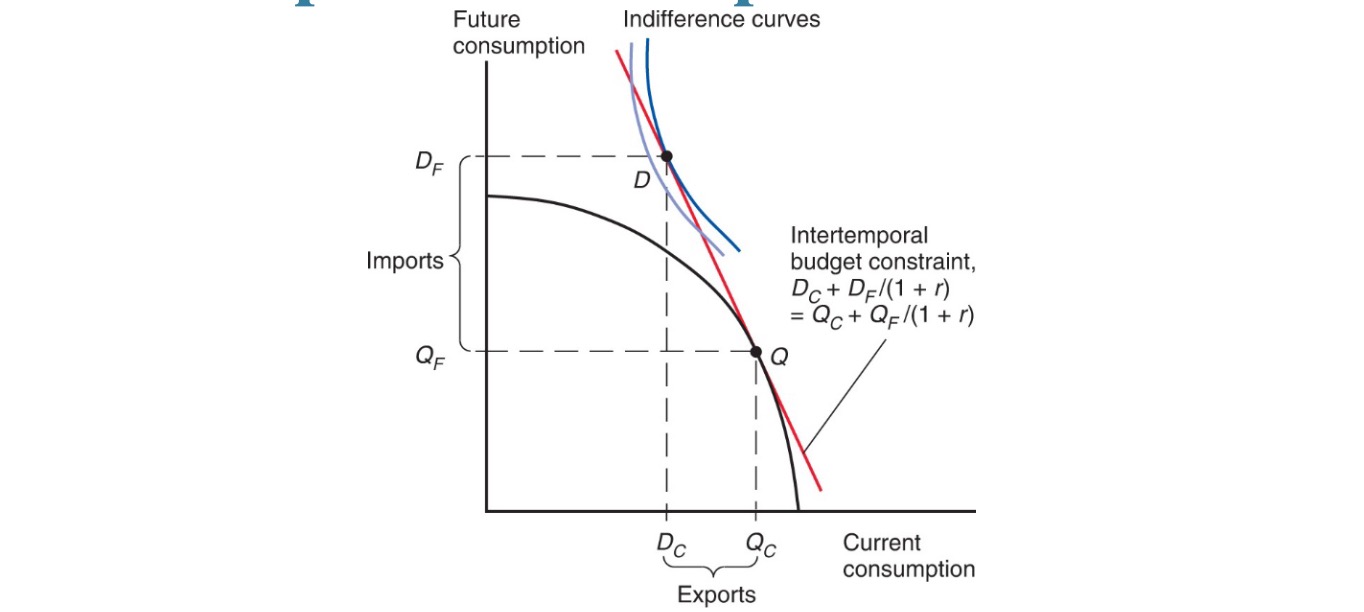 Future
consumption
Indifference curves
D_F
D
Imports
Intertemporal
budget constraint,
D_C + D_F/(1 + r)
= Q_C + Q_F/(1 + r)
Q_F
Q
D_C
Q_C
Current
consumption
Exports